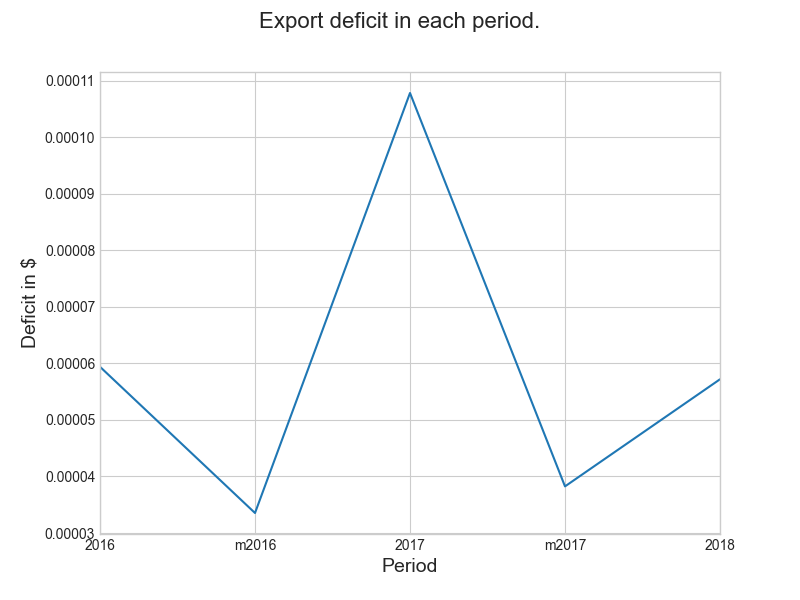 Export deficit in each period.
0.00011
0.00010
0.00009
0.00008
0.00007
0.00006
0.00005
0.00004
0.00003
Deficit in $
2016 m2016 2017 m2017 2018
Period